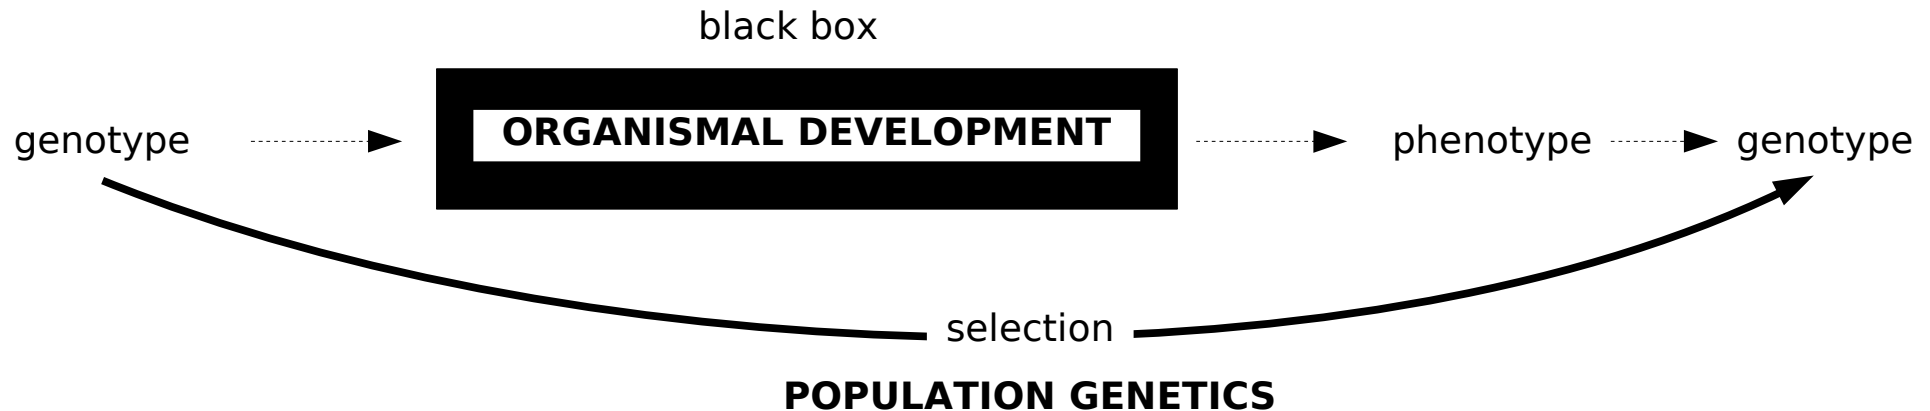 black box
genotype
ORGANISMAL DEVELOPMENT
phenotype
genotype
selection
POPULATION GENETICS